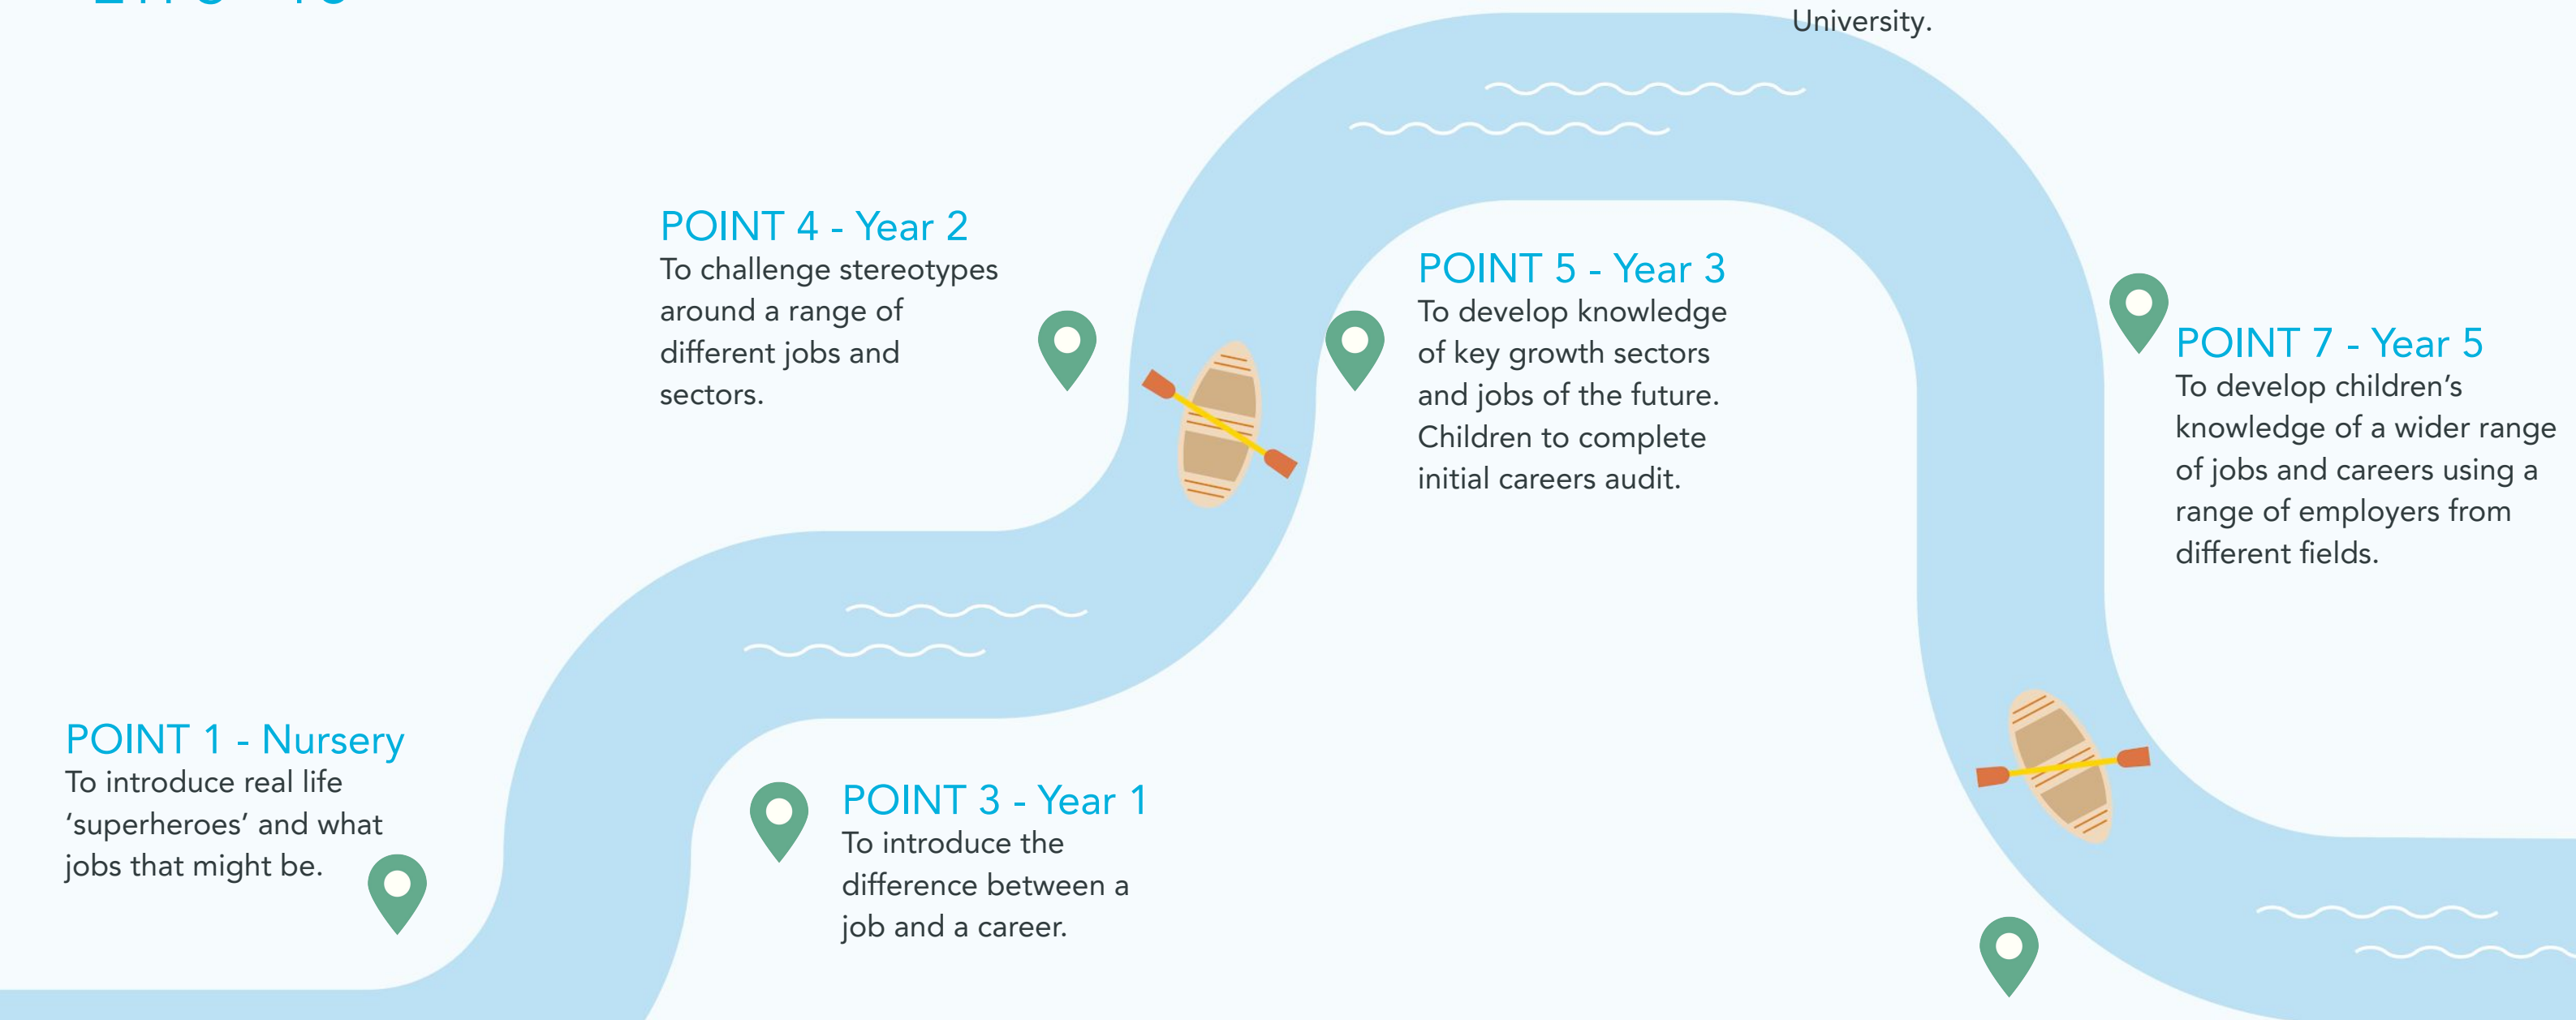 University.
POINT 4 - Year 2
To challenge stereotypes
around a range of
different jobs and
sectors.
POINT 5 - Year 3
To develop knowledge
of key growth sectors
and jobs of the future.
Children to complete
initial careers audit.
POINT 7 - Year 5
To develop children’s
knowledge of a wider range
of jobs and careers using a
range of employers from
different fields.
POINT 1 - Nursery
To introduce real life
‘superheroes’ and what
jobs that might be.
POINT 3 - Year 1
To introduce the
difference between a
job and a career.